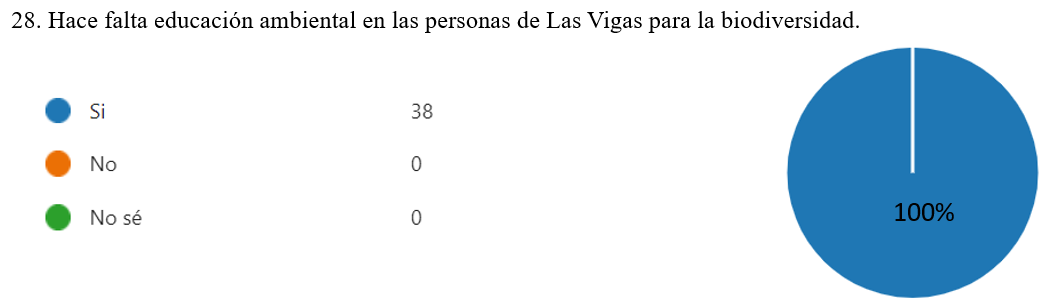 28. Hace falta educación ambiental en las personas de Las Vigas para la biodiversidad.
Si 38
No 0
No sé 0
100%